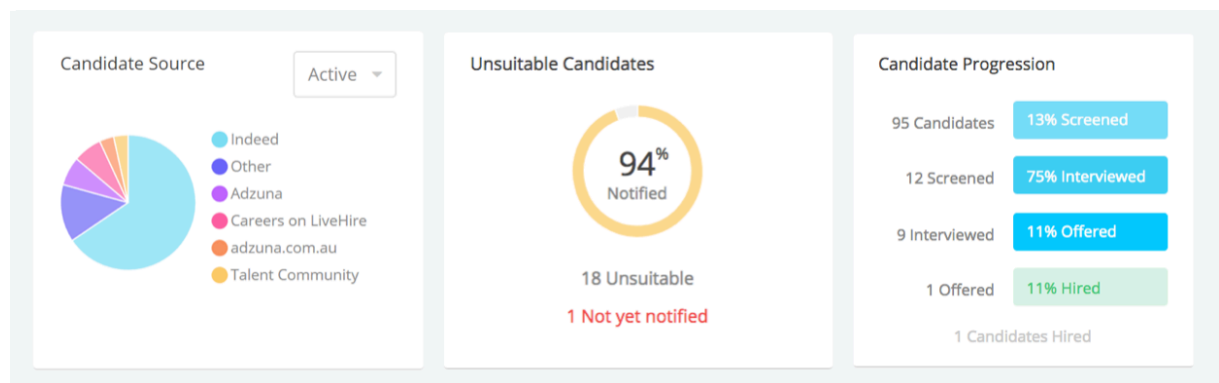 Candidate Source
Active
Indeed
Other
Adzuna
Careers on LiveHire
adzuna.com.au
Talent Community
Unsuitable Candidates
94%
Notified
18 Unsuitable
1 Not yet notified
Candidate Progression
95 Candidates 13% Screened
12 Screened 75% Interviewed
9 Interviewed 11% Offered
1 Offered 11% Hired
1 Candidates Hired